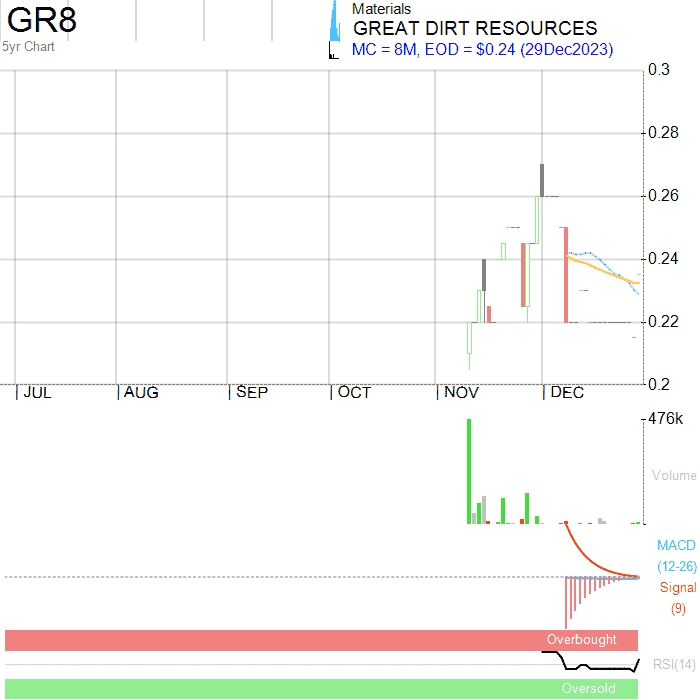 GR8
Materials
GREAT DIRT RESOURCES
5yr Chart
MC = 8M, EOD = $0.24 (29Dec2023)
0.3
0.28
0.26
0.24
0.22
0.2
JUL AUG SEP OCT NOV DEC
476k
Volume
MACD
(12-26)
Signal
(9)
Overbought
RSI(14)
Oversold